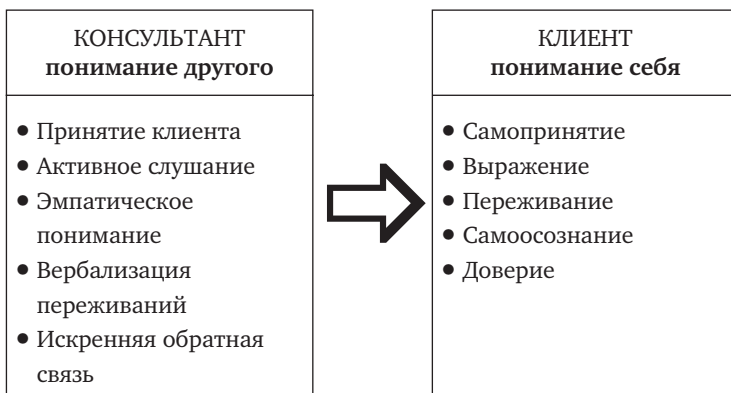 КОНСУЛЬТАНТ
понимание другого
• Принятие клиента
• Активное слушание
• Эмпатическое
понимание
• Вербализация
переживаний
• Искренняя обратная
связь
КЛИЕНТ
понимание себя
• Самопринятие
• Выражение
• Переживание
• Самоосознание
• Доверие